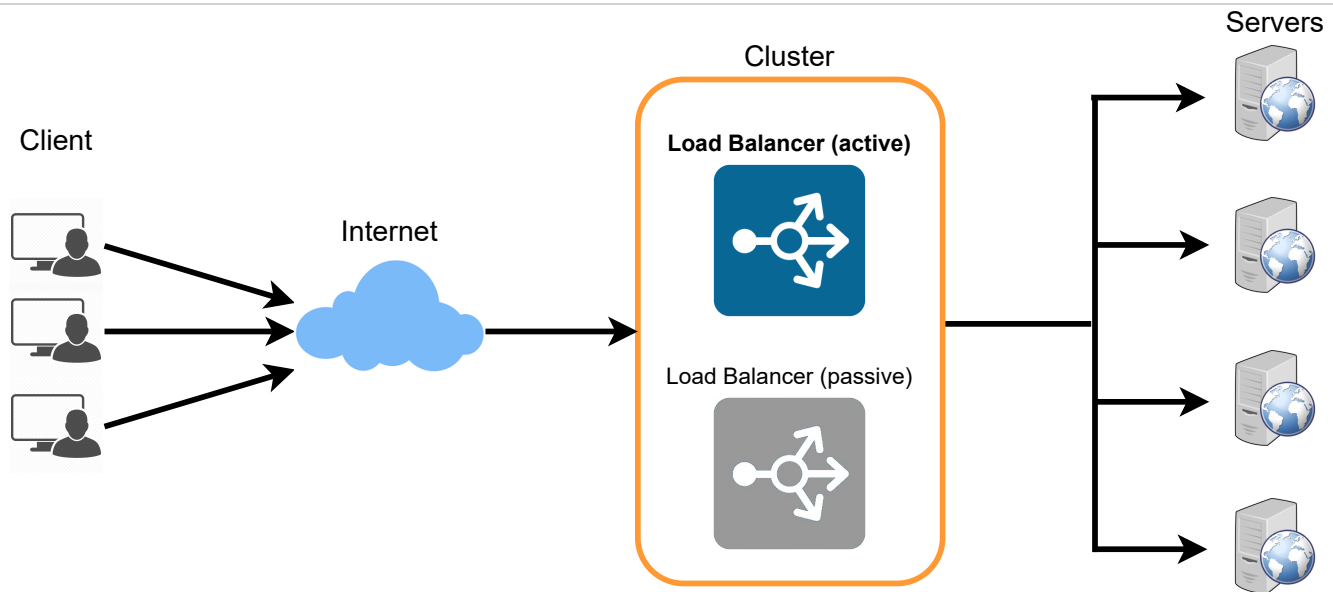 Servers
Cluster
Client
Load Balancer (active)
Internet
Load Balancer (passive)